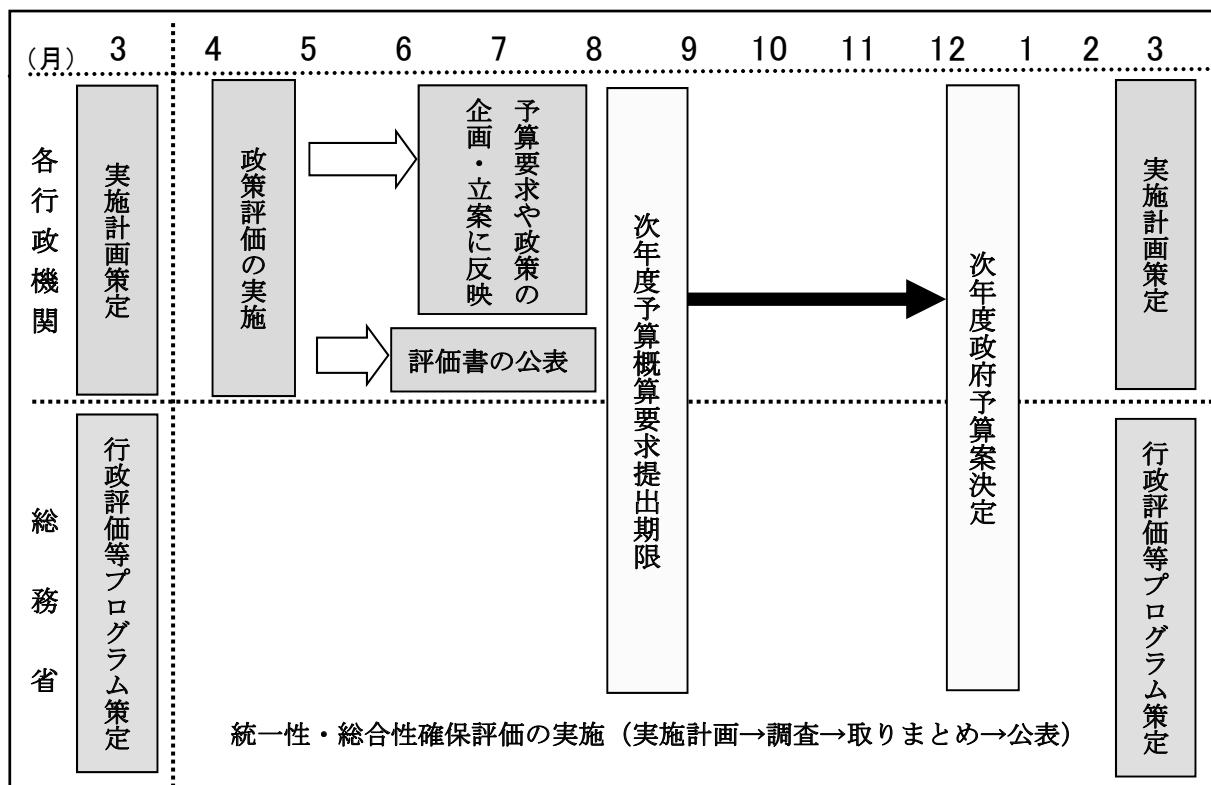 (月) 3 4 5 6 7 8 9 10 11 12 1 2 3
各行政機関
実施計画策定
政策評価の実施
予算要求や政策の
企画・立案に反映
評価書の公表
次年度予算概算要求提出期限
次年度政府予算案決定
実施計画策定
総務省
行政評価等プログラム策定
統一性・総合性確保評価の実施（実施計画→調査→取りまとめ→公表）
行政評価等プログラム策定